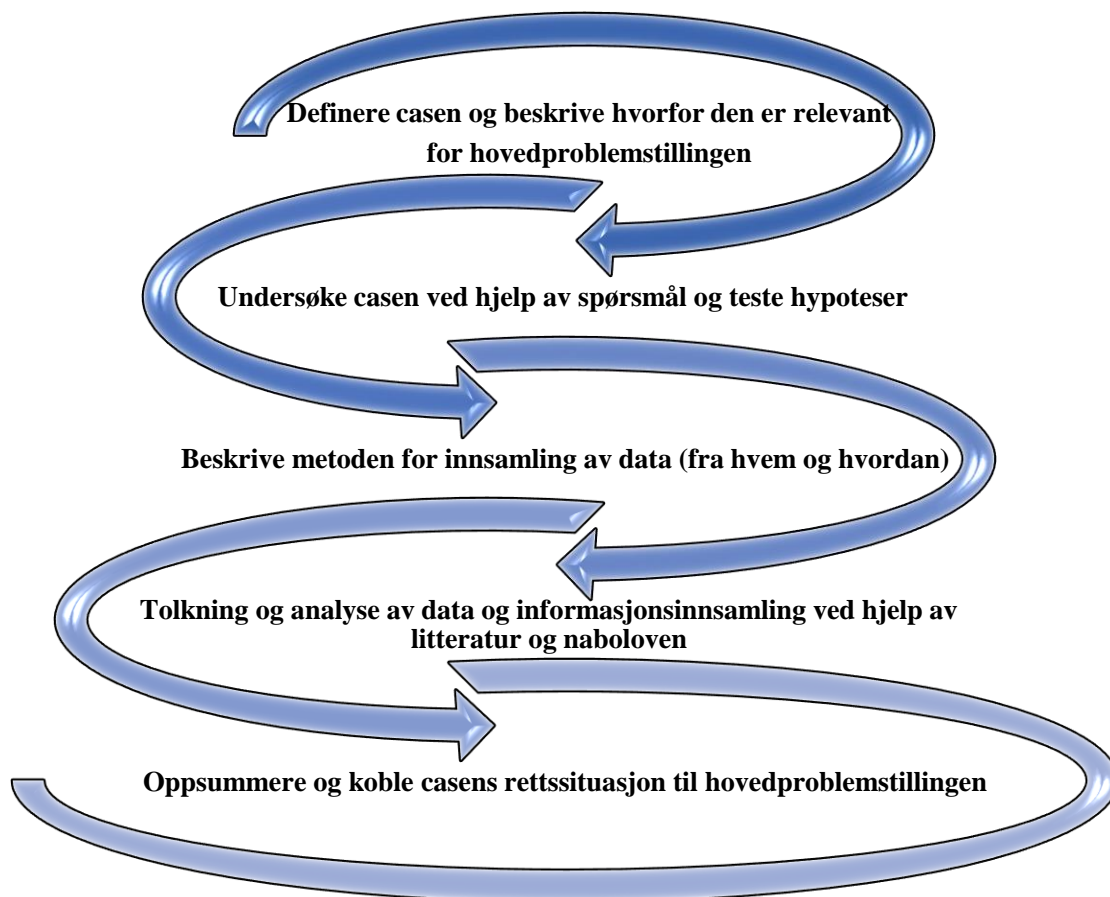 Definere casen og beskrive hvorfor den er relevant
for hovedproblemstillingen
Undersøke casen ved hjelp av spørsmål og teste hypoteser
Beskrive metoden for innsamling av data (fra hvem og hvordan)
Tolkning og analyse av data og informasjonsinnsamling ved hjelp av
litteratur og naboloven
Oppsummere og koble casens rettssituasjon til hovedproblemstillingen